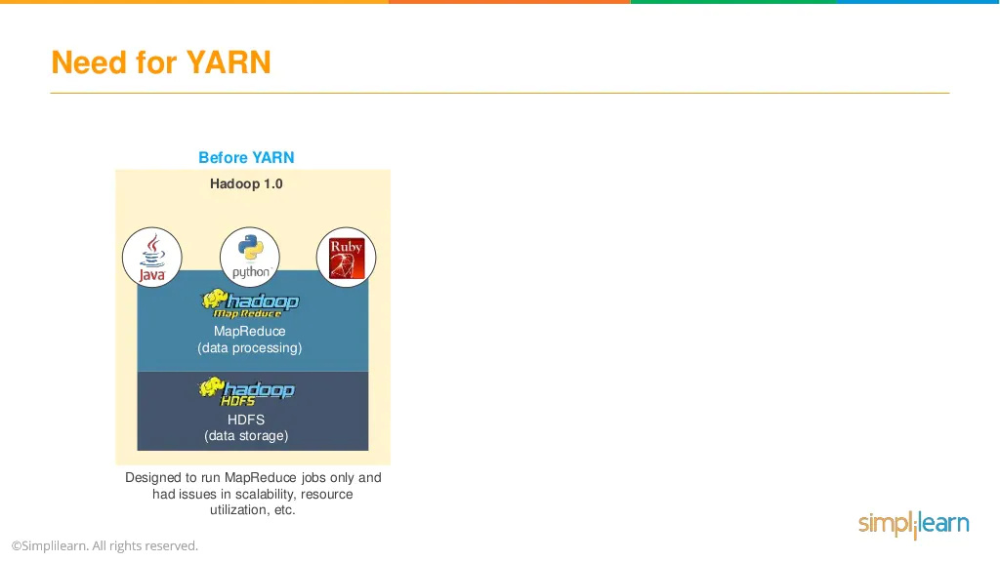 Need for YARN
Before YARN
Hadoop 1.0
Java
python
Ruby
hadoop
MapReduce
MapReduce
(data processing)
hadoop
HDFS
HDFS
(data storage)
Designed to run MapReduce jobs only and
had issues in scalability, resource
utilization, etc.
simplilearn
©Simplilearn. All rights reserved.